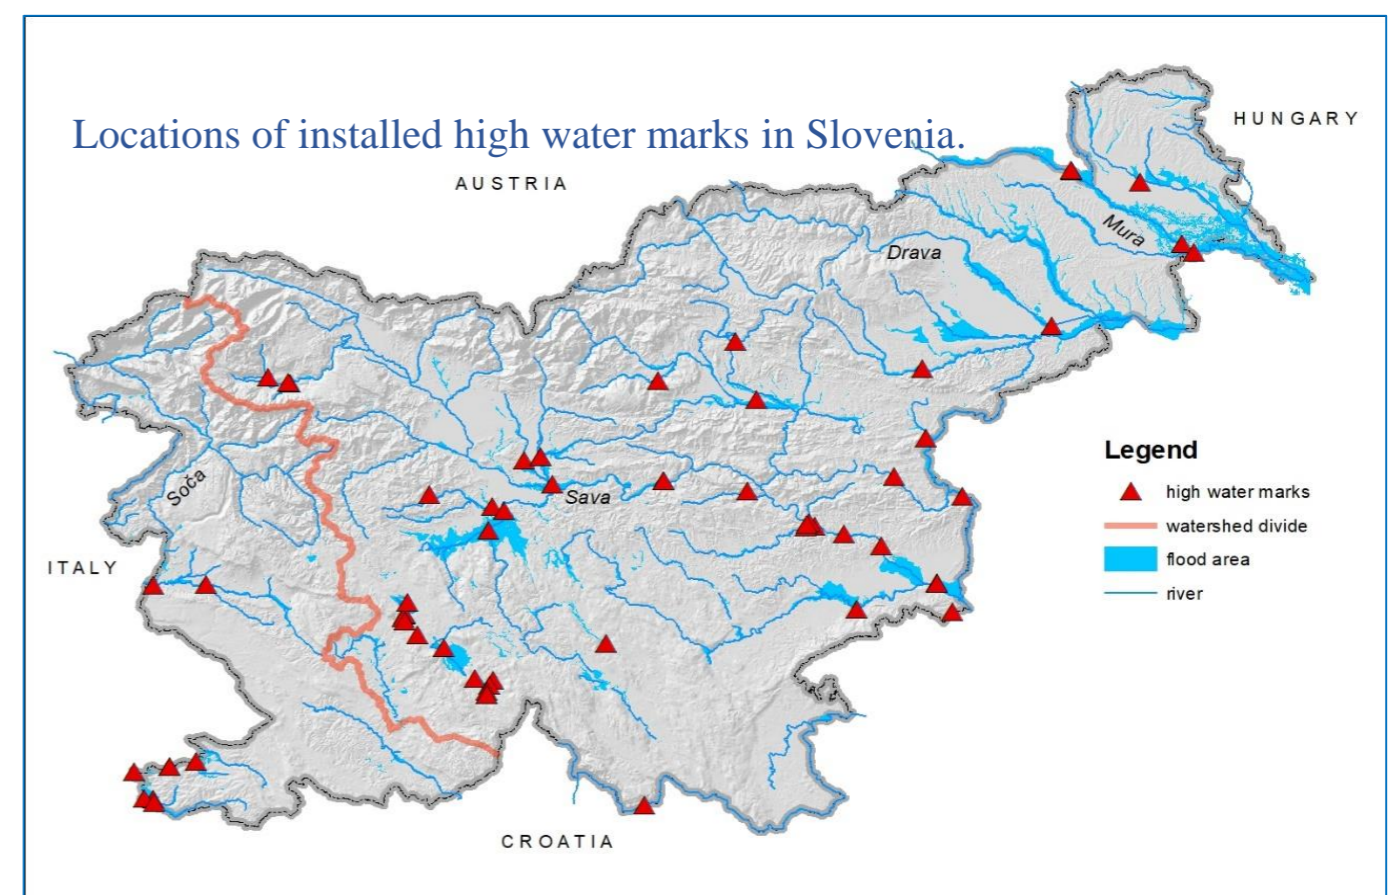 Locations of installed high water marks in Slovenia.
HUNGARY
AUSTRIA
Mura
Drava
Soča
Sava
ITALY
CROATIA
Legend
high water marks
watershed divide
flood area
river